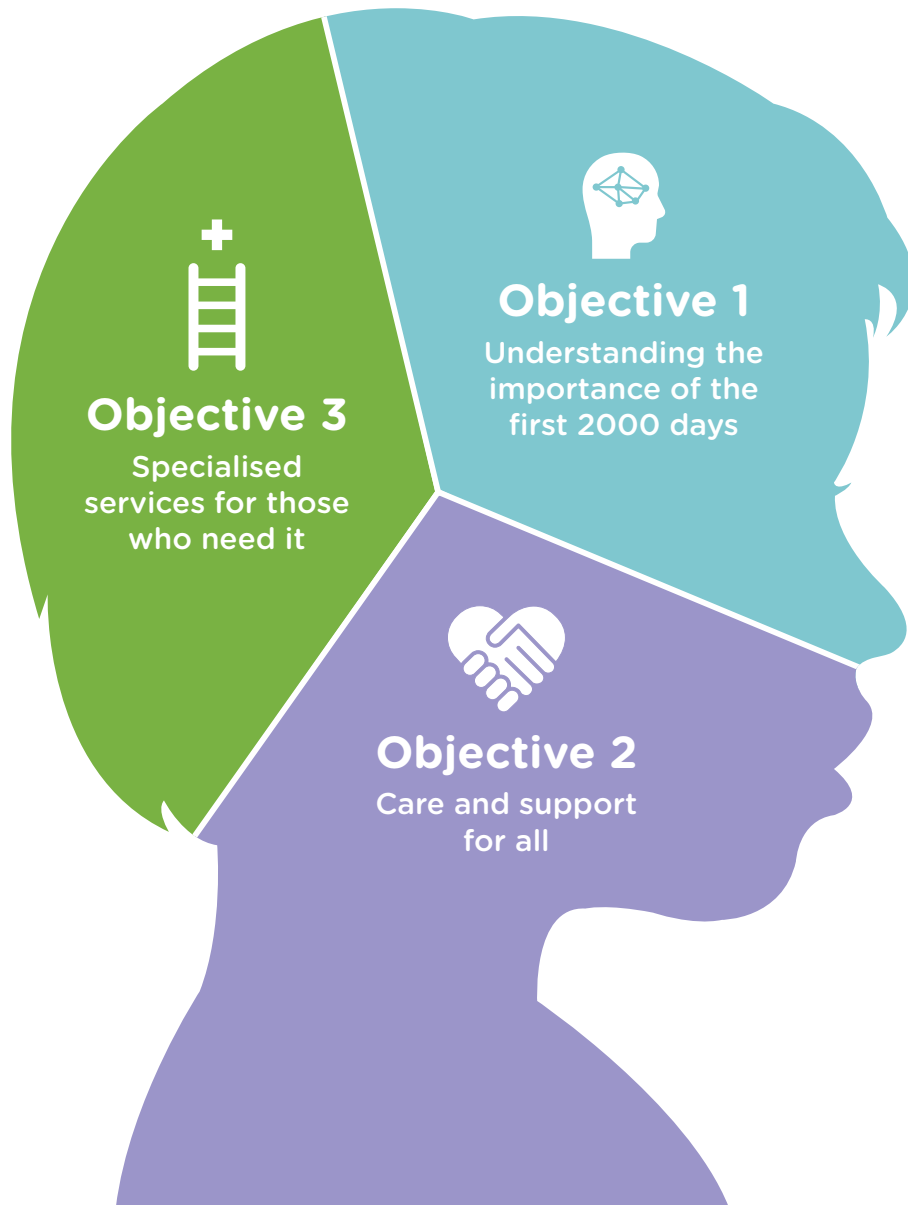 Objective 1
Understanding the
importance of the
first 2000 days
Objective 3
Specialised
services for those
who need it
Objective 2
Care and support
for all